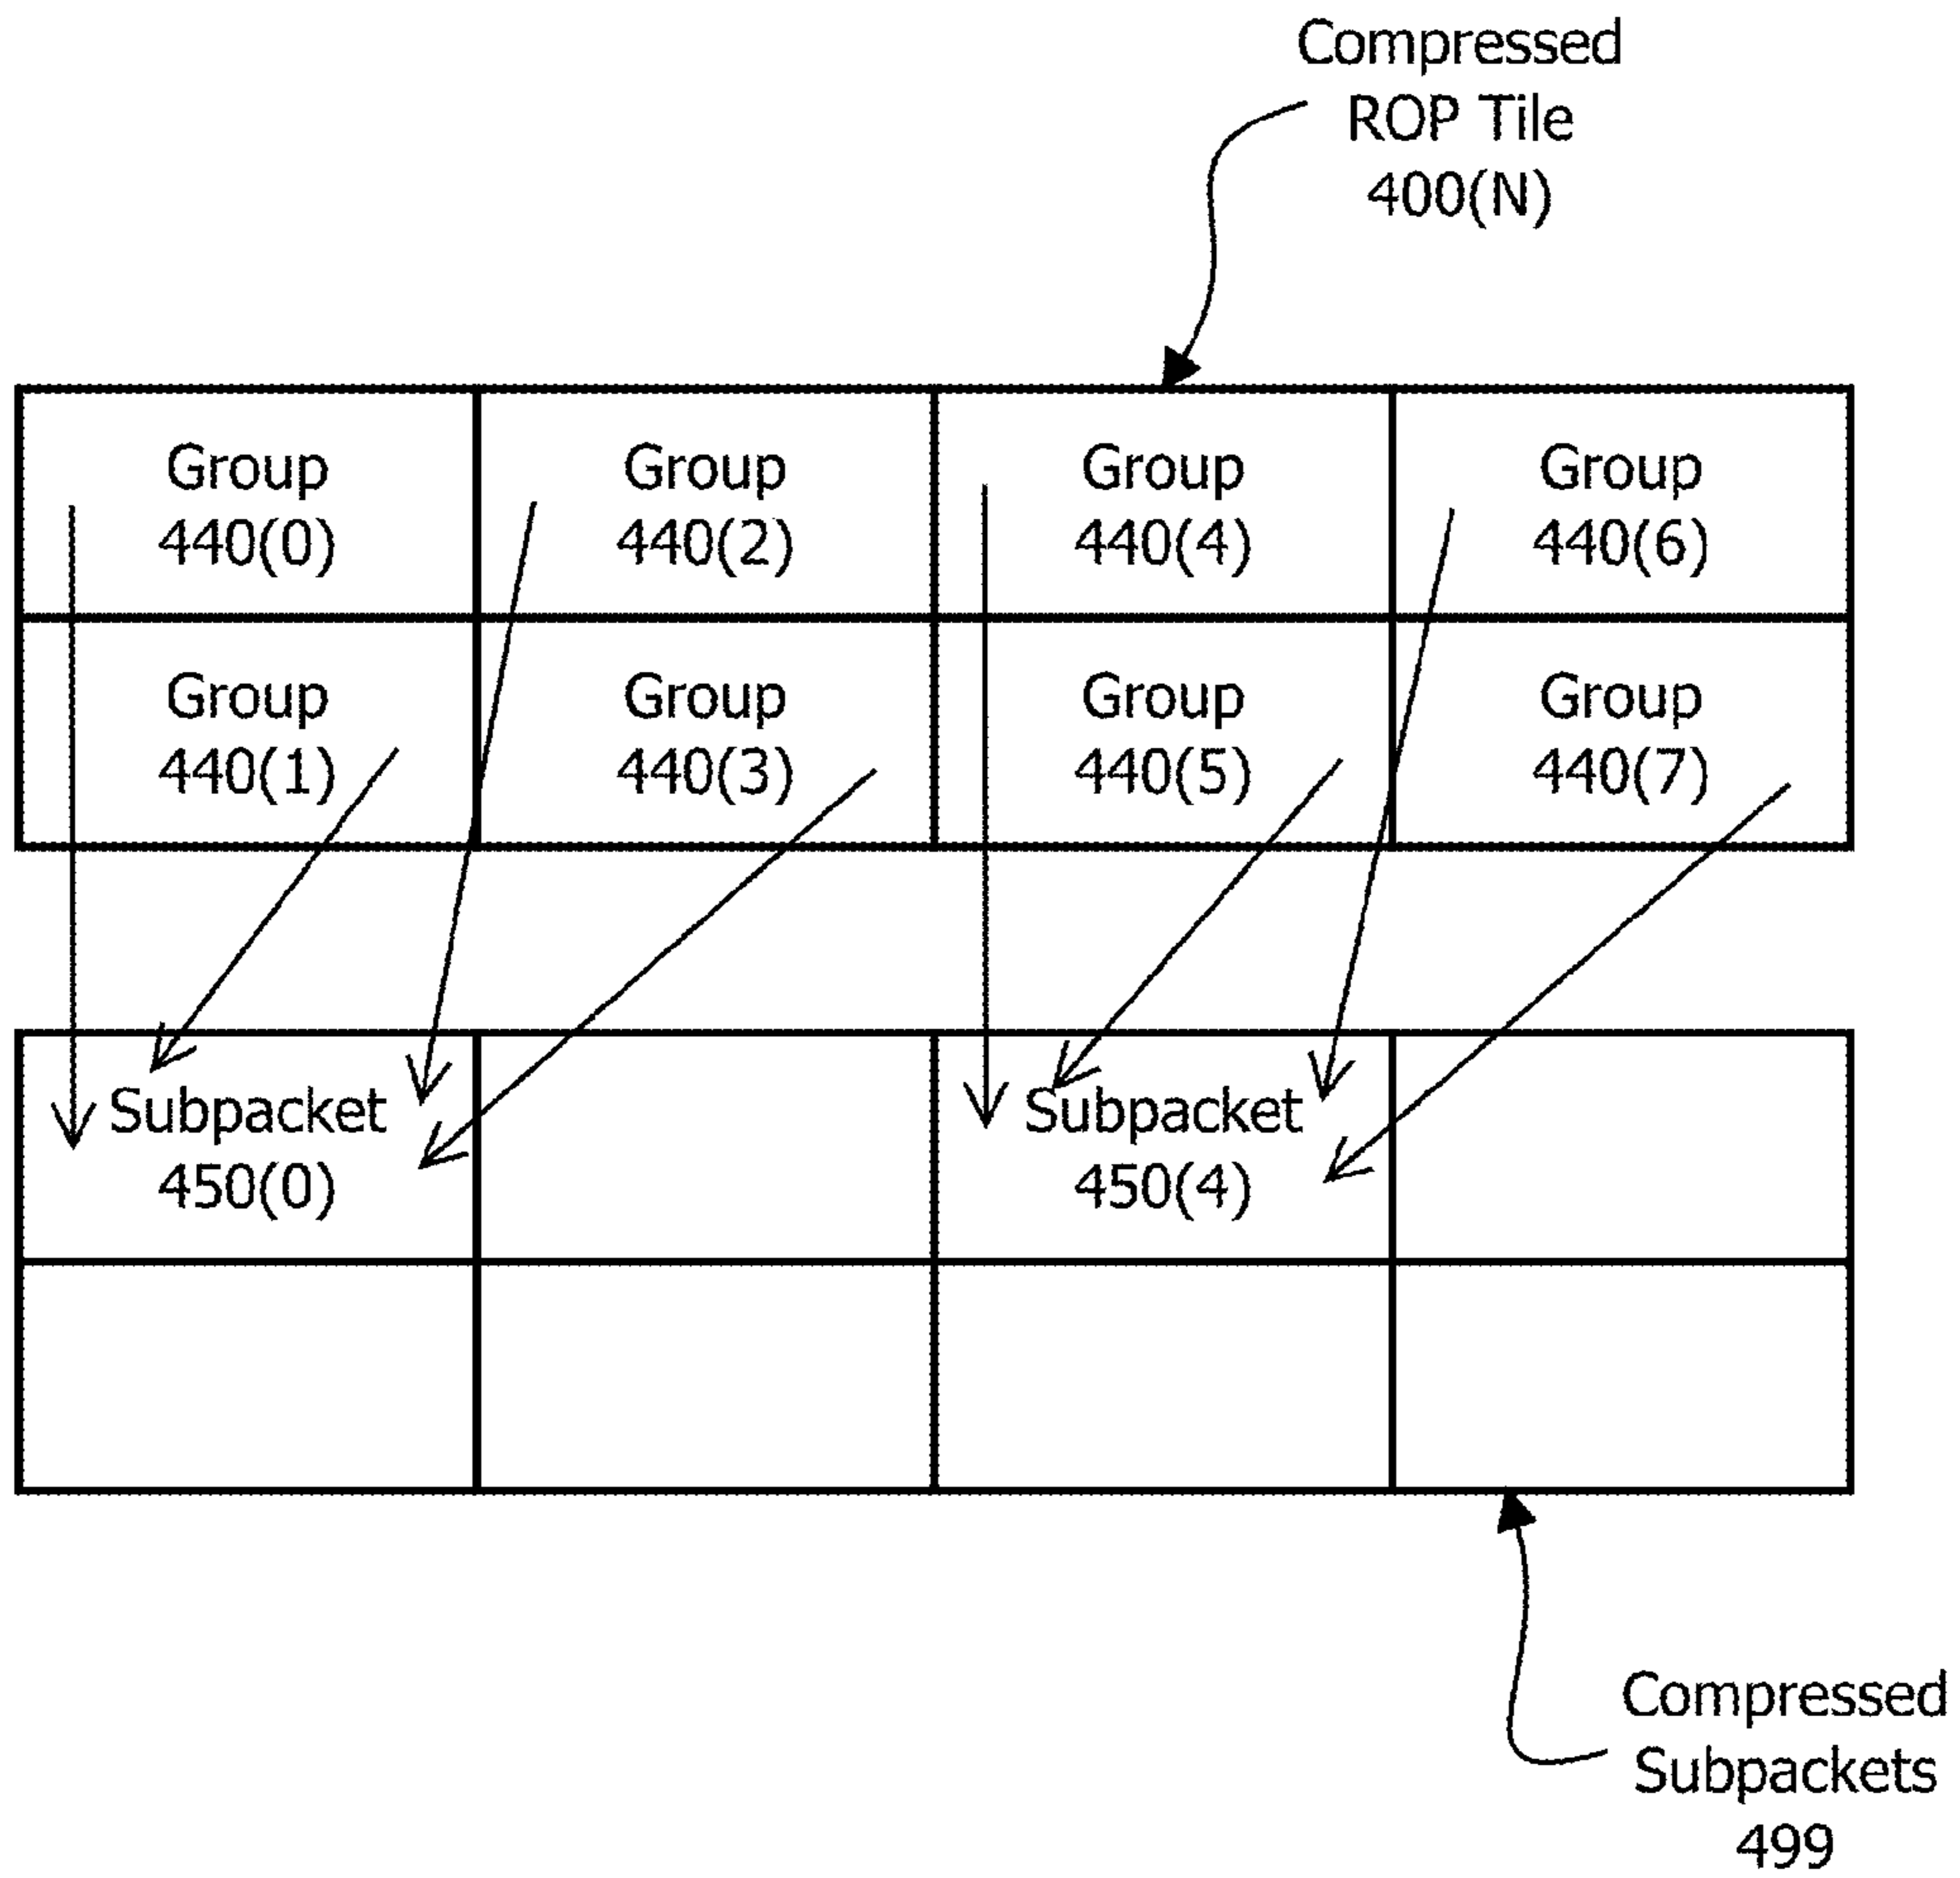 Compressed
ROP Tile
400(N)
Group
440(0)
Group
440(2)
Group
440(4)
Group
440(6)
Group
440(1)
Group
440(3)
Group
440(5)
Group
440(7)
Subpacket
450(0)
Subpacket
450(4)
Compressed
Subpackets
499